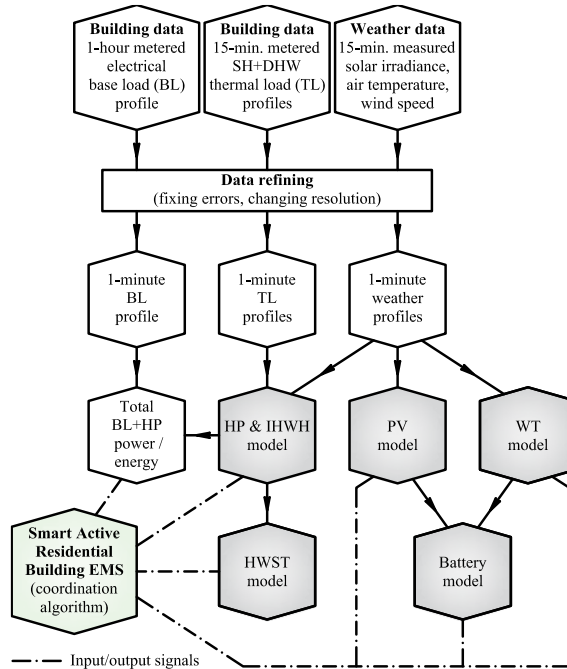 Building data
1-hour metered
electrical
base load (BL)
profile
Building data
15-min. metered
SH+DHW
thermal load (TL)
profiles
Weather data
15-min. measured
solar irradiance,
air temperature,
wind speed
Data refining
(fixing errors, changing resolution)
1-minute
BL
profile
1-minute
TL
profiles
1-minute
weather
profiles
Total
BL+HP
power /
energy
HP & IHWH
model
PV
model
WT
model
Smart Active
Residential
Building EMS
(coordination
algorithm)
HWST
model
Battery
model
Input/output signals